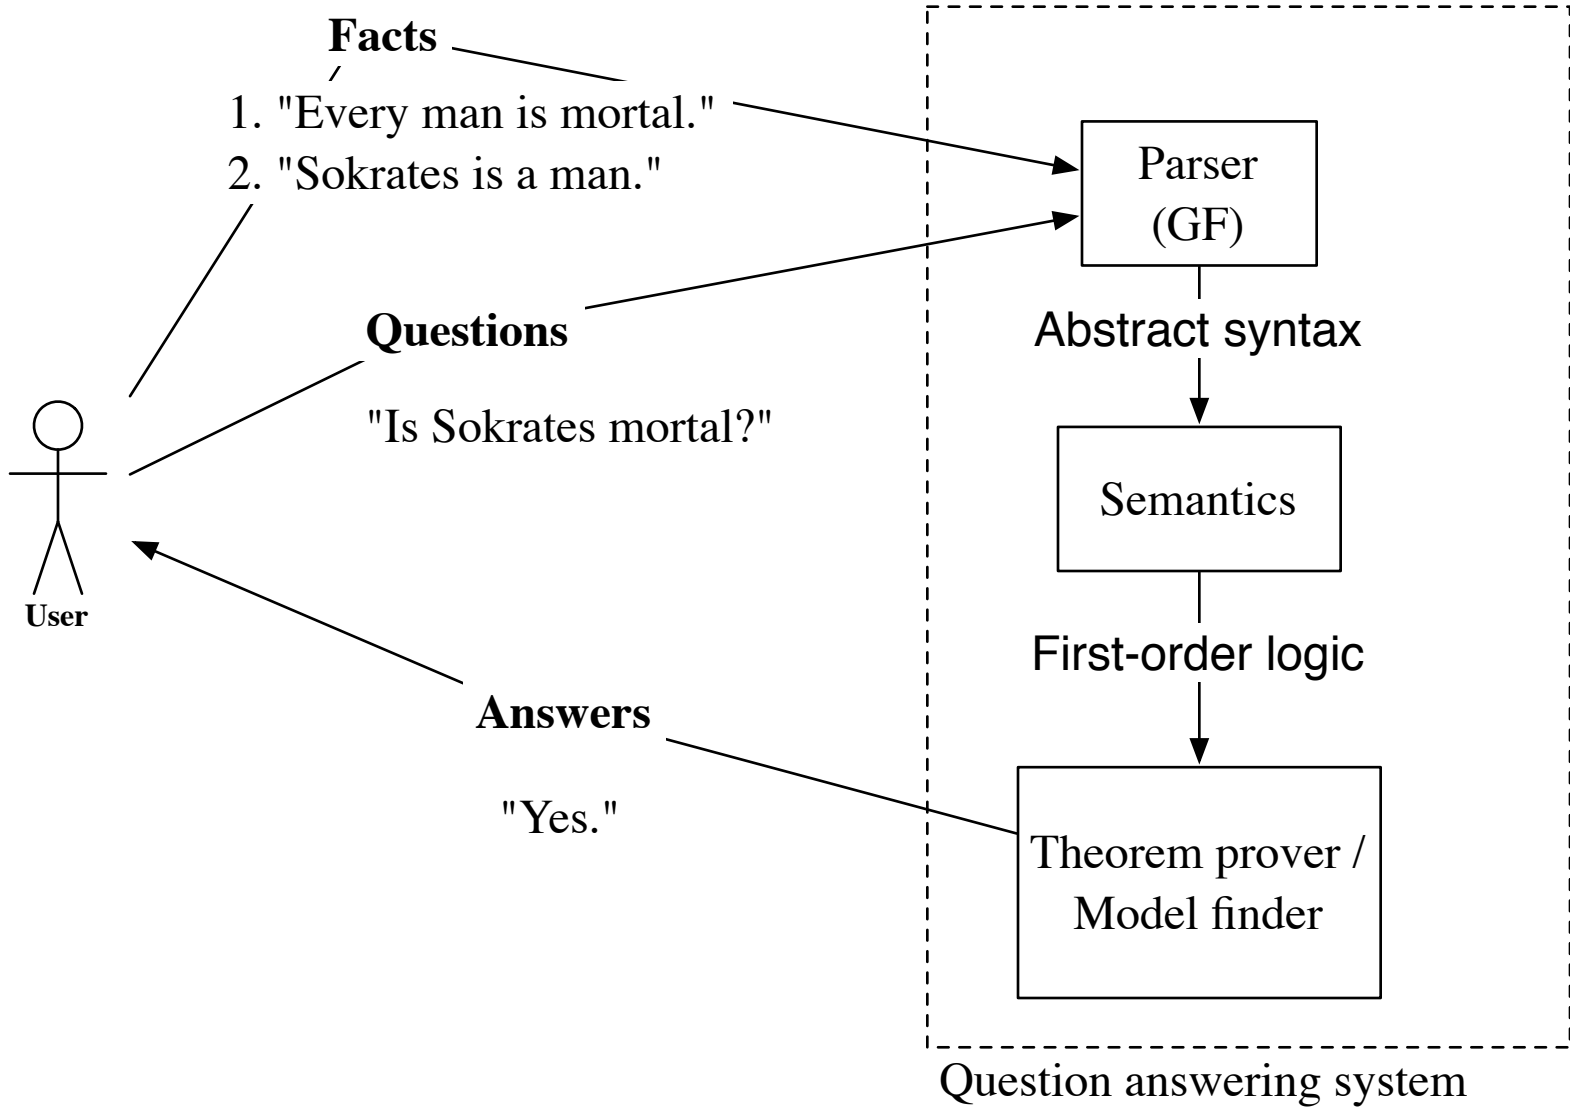 Facts
1. "Every man is mortal."
2. "Sokrates is a man."
Parser
(GF)
Questions
Abstract syntax
"Is Sokrates mortal?"
Semantics
User
First-order logic
Answers
"Yes."
Theorem prover /
Model finder
Question answering system